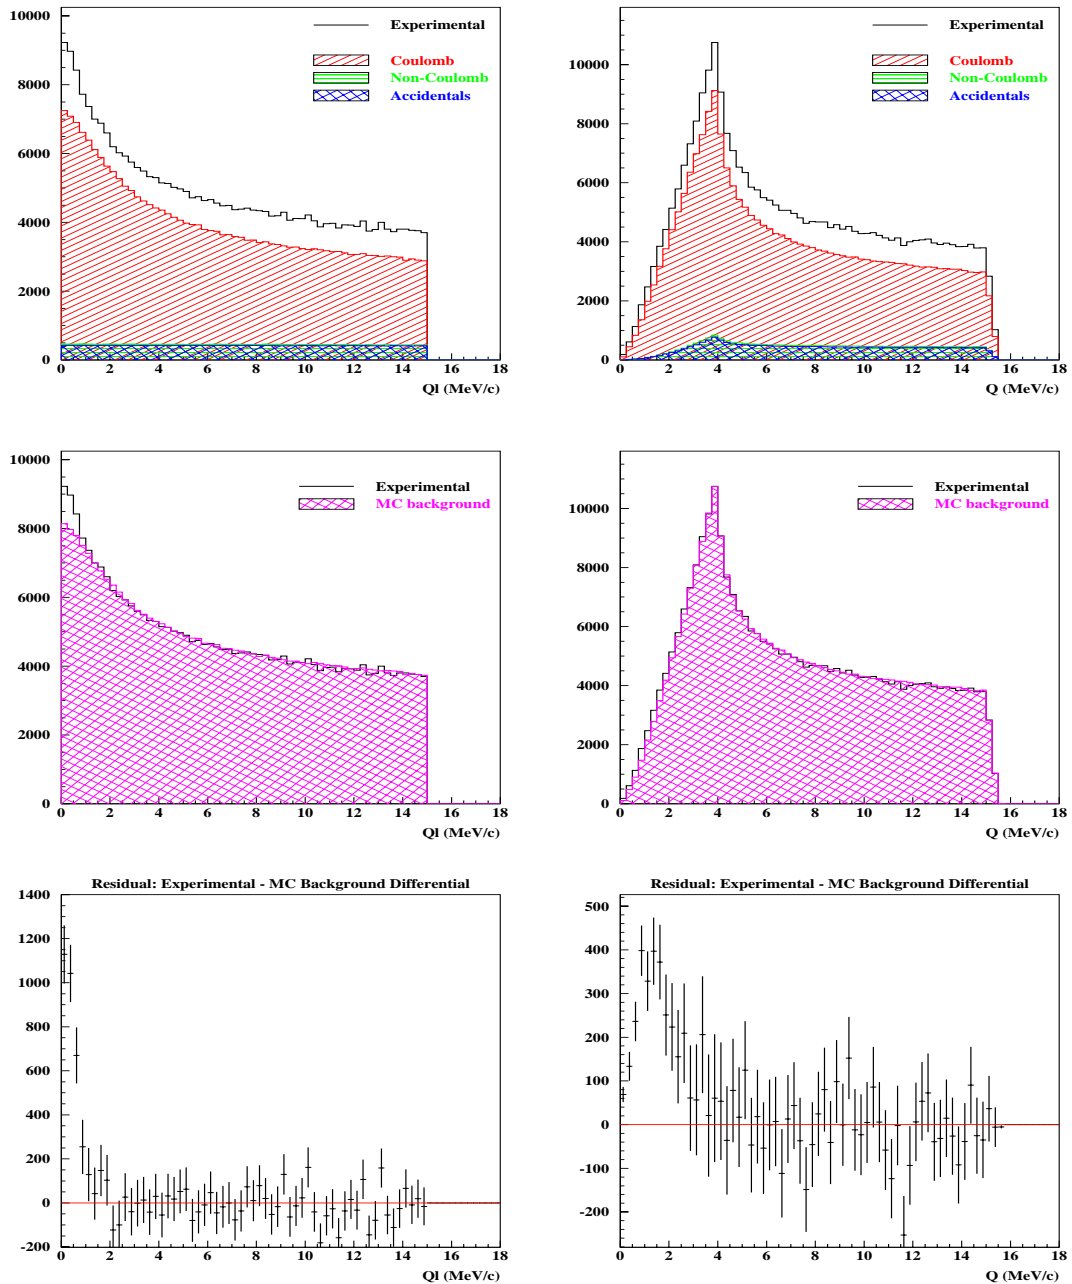 10000
8000
6000
4000
2000
0
Experimental
Coulomb
Non-Coulomb
Accidentals
0 2 4 6 8 10 12 14 16 18
Ql (MeV/c)
10000
8000
6000
4000
2000
0
Experimental
Coulomb
Non-Coulomb
Accidentals
0 2 4 6 8 10 12 14 16 18
Q (MeV/c)
10000
8000
6000
4000
2000
0
Experimental
MC background
0 2 4 6 8 10 12 14 16 18
Ql (MeV/c)
10000
8000
6000
4000
2000
0
Experimental
MC background
0 2 4 6 8 10 12 14 16 18
Q (MeV/c)
Residual: Experimental - MC Background Differential
1400
1200
1000
800
600
400
200
0
-200
0 2 4 6 8 10 12 14 16 18
Ql (MeV/c)
Residual: Experimental - MC Background Differential
500
400
300
200
100
0
-100
-200
0 2 4 6 8 10 12 14 16 18
Q (MeV/c)